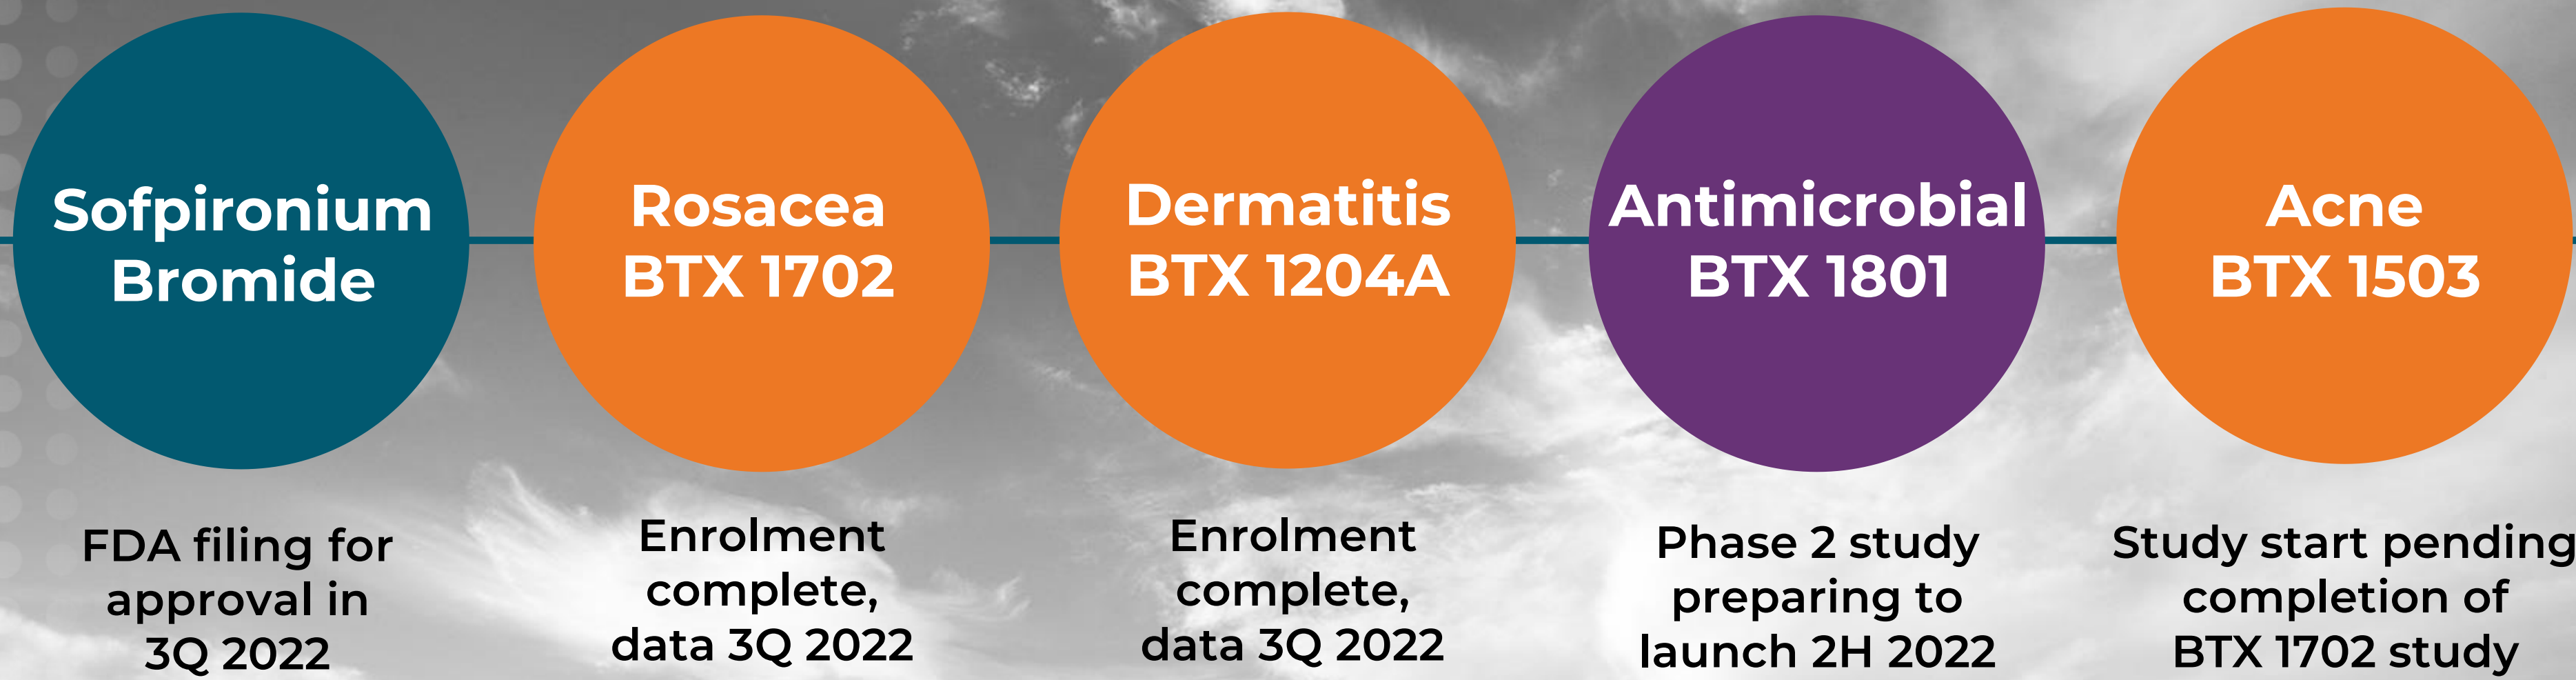 Sofpironium
Bromide
FDA filing for
approval in
3Q 2022
Rosacea
BTX 1702
Enrolment
complete,
data 3Q 2022
Dermatitis
BTX 1204A
Enrolment
complete,
data 3Q 2022
Antimicrobial
BTX 1801
Phase 2 study
preparing to
launch 2H 2022
Acne
BTX 1503
Study start pending
completion of
BTX 1702 study